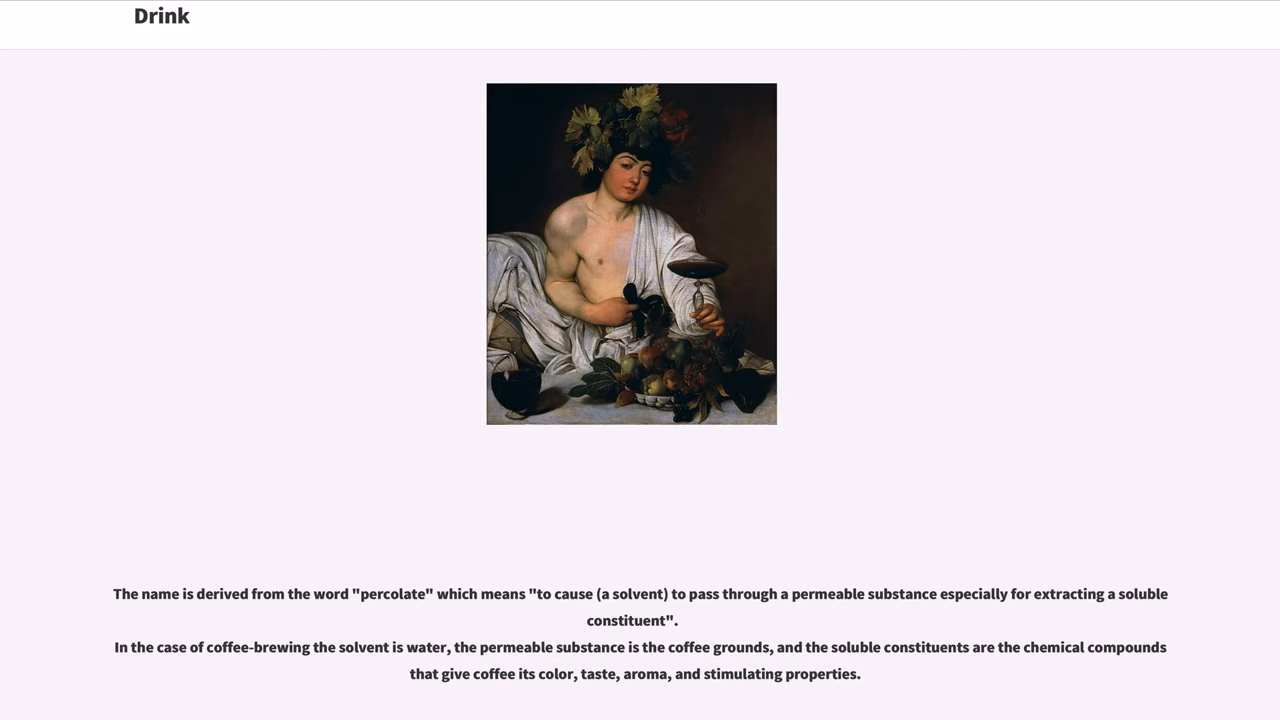 Drink
The name is derived from the word "percolate" which means "to cause (a solvent) to pass through a permeable substance especially for extracting a soluble
constituent".
In the case of coffee-brewing the solvent is water, the permeable substance is the coffee grounds, and the soluble constituents are the chemical compounds
that give coffee its color, taste, aroma, and stimulating properties.